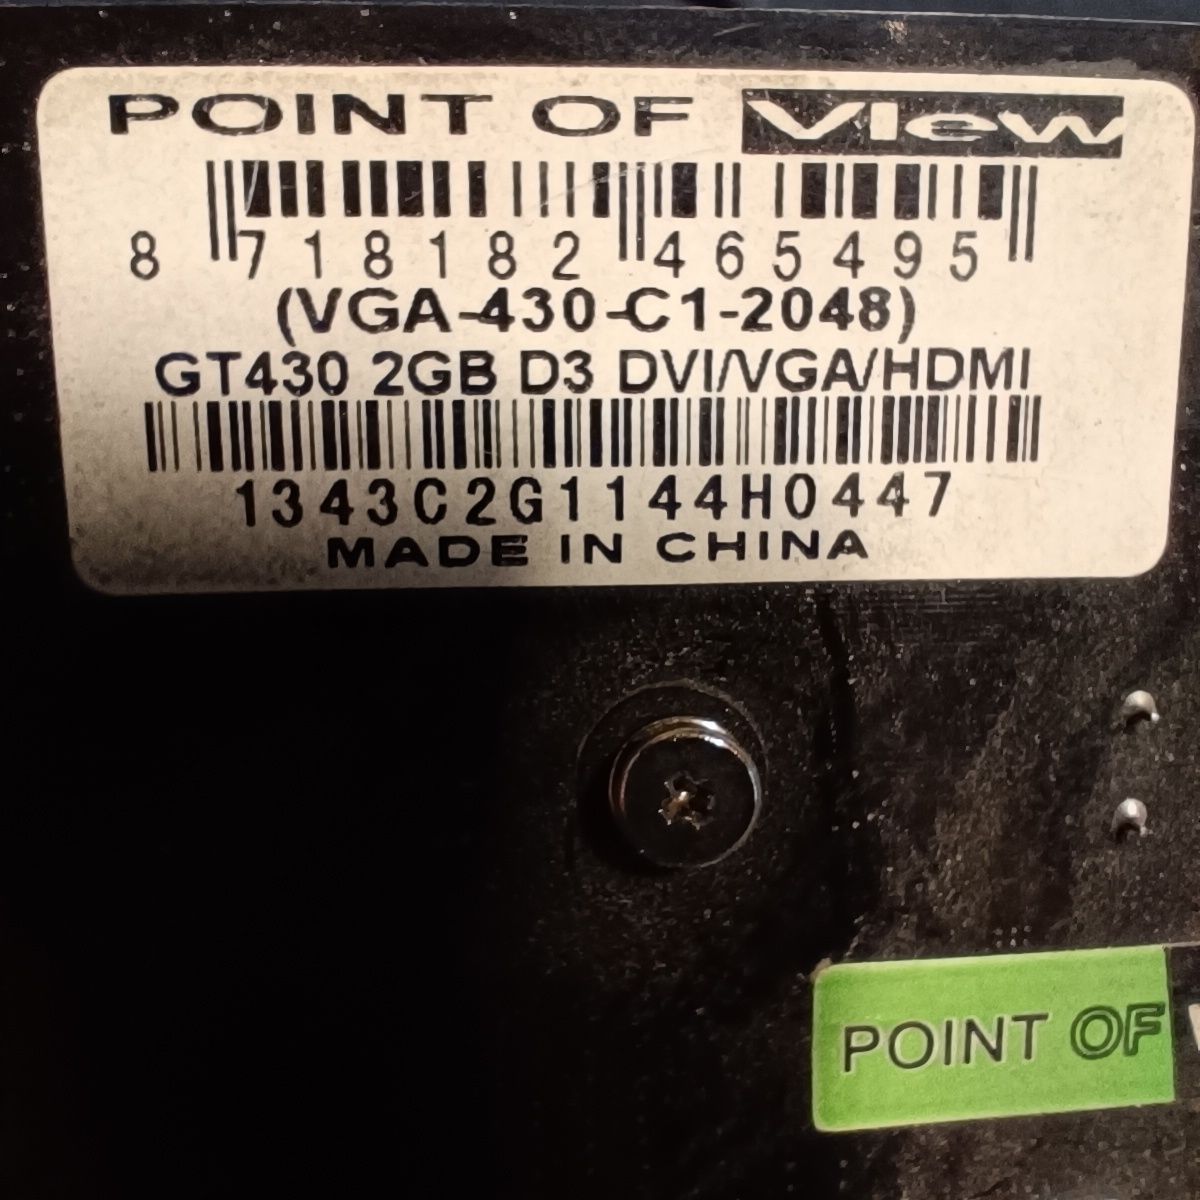 POINT OF VIew
8 718182 465495
(VGA-430-C1-2048)
GT430 2GB D3 DVI/VGA/HDMI
1343C2G1144H0447
MADE IN CHINA
POINT OF